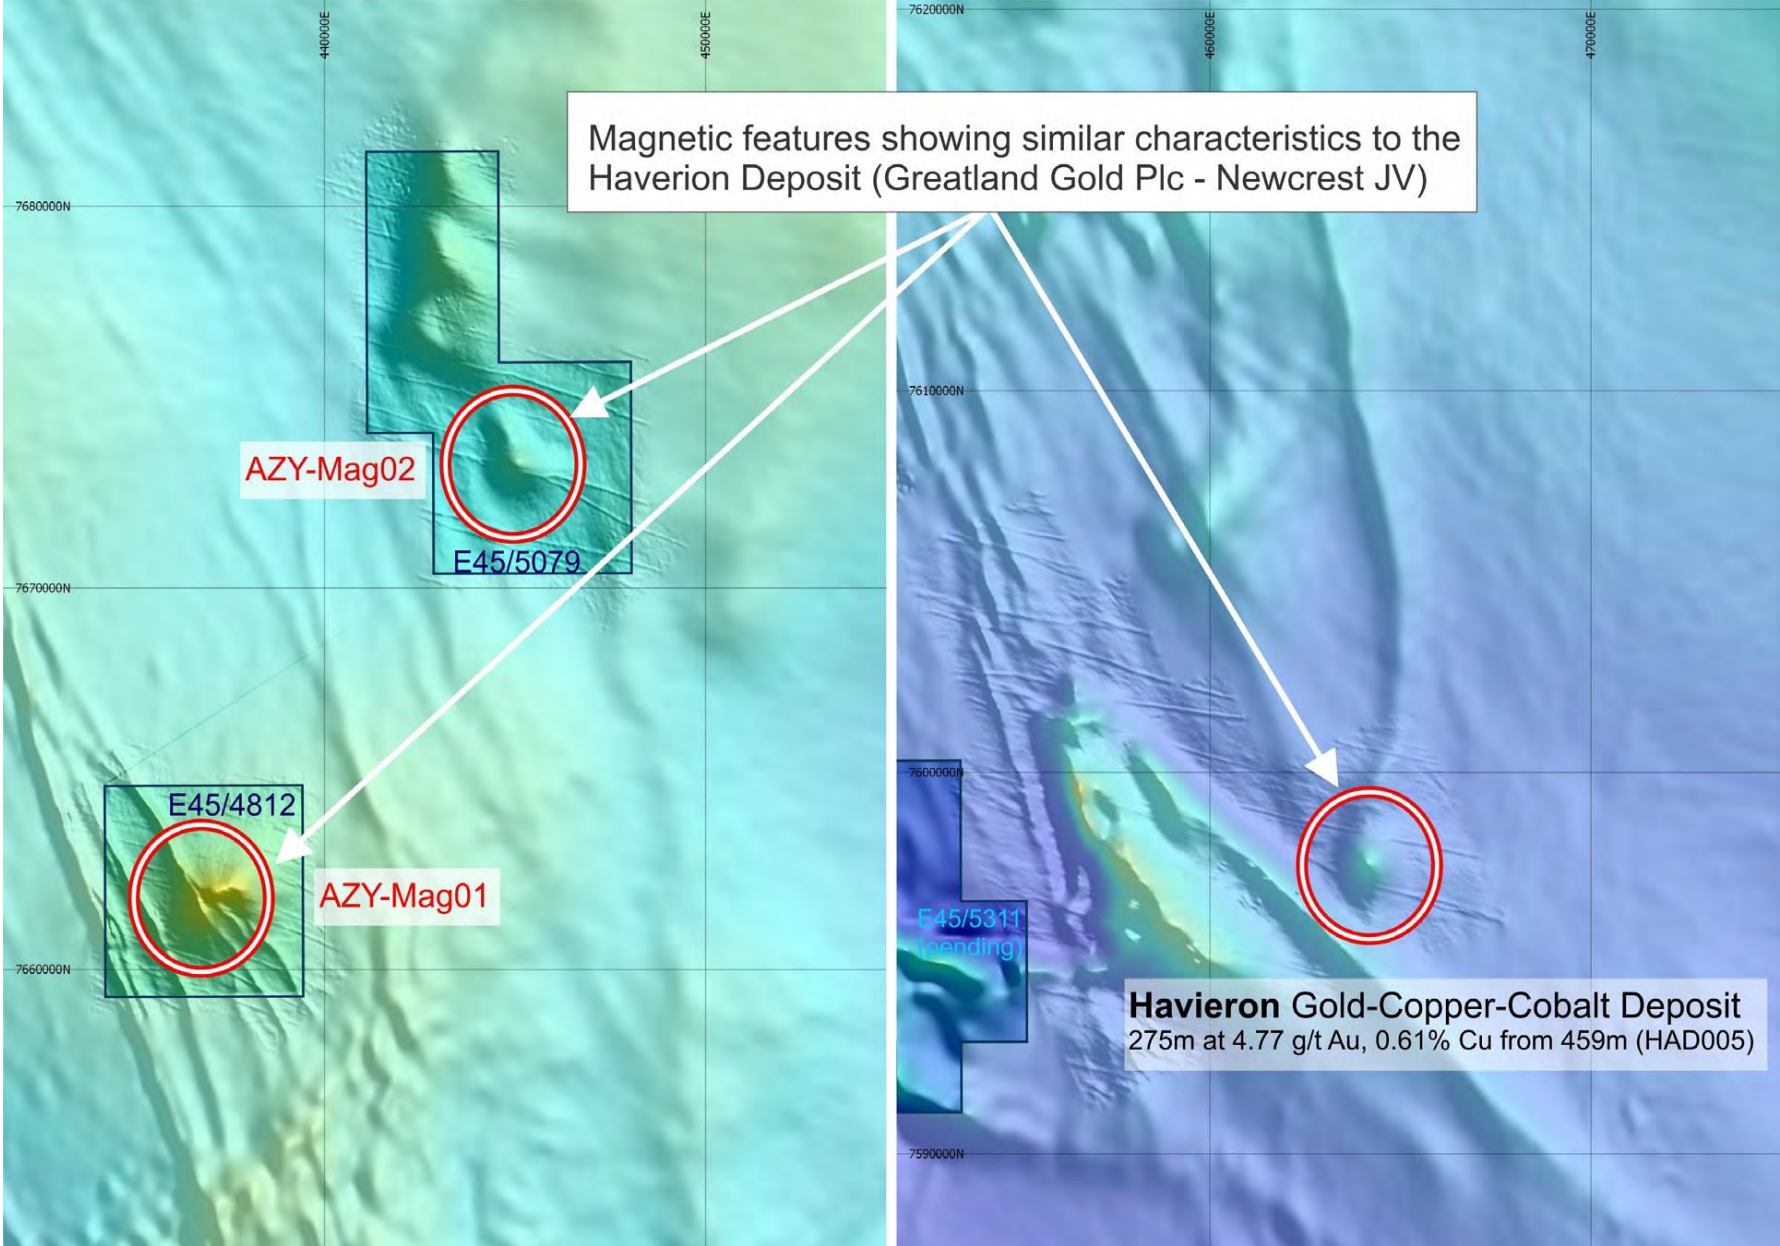 440000E
450000E
7620000N
460000E
470000E
Magnetic features showing similar characteristics to the
Haverion Deposit (Greatland Gold Plc - Newcrest JV)
7680000N
7610000N
AZY-Mag02
E45/5079
7670000N
7600000N
E45/4812
AZY-Mag01
E45/5311
(pending)
7660000N
Havieron Gold-Copper-Cobalt Deposit
275m at 4.77 g/t Au, 0.61% Cu from 459m (HAD005)
7590000N